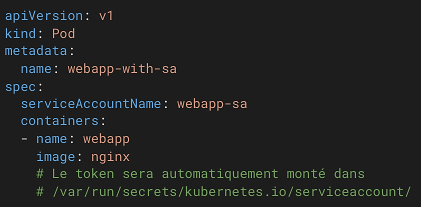 apiVersion: v1
kind: Pod
metadata:
  name: webapp-with-sa
spec:
  serviceAccountName: webapp-sa
  containers:
  - name: webapp
    image: nginx
    # Le token sera automatiquement monté dans
    # /var/run/secrets/kubernetes.io/serviceaccount/